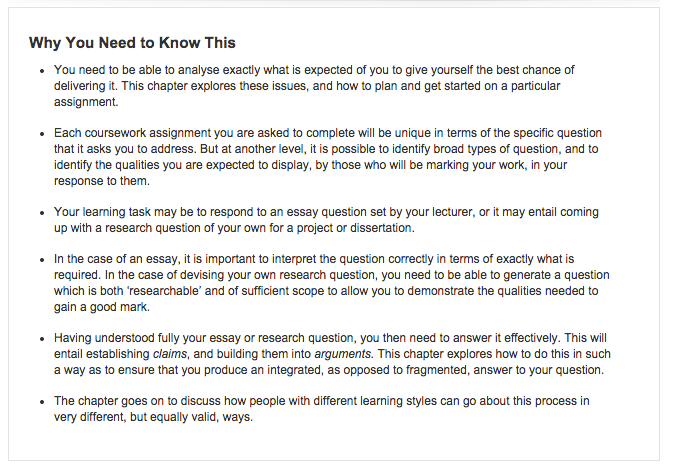 Why You Need to Know This
• You need to be able to analyse exactly what is expected of you to give yourself the best chance of
delivering it. This chapter explores these issues, and how to plan and get started on a particular
assignment.
• Each coursework assignment you are asked to complete will be unique in terms of the specific question
that it asks you to address. But at another level, it is possible to identify broad types of question, and to
identify the qualities you are expected to display, by those who will be marking your work, in your
response to them.
• Your learning task may be to respond to an essay question set by your lecturer, or it may entail coming
up with a research question of your own for a project or dissertation.
• In the case of an essay, it is important to interpret the question correctly in terms of exactly what is
required. In the case of devising your own research question, you need to be able to generate a question
which is both 'researchable' and of sufficient scope to allow you to demonstrate the qualities needed to
gain a good mark.
• Having understood fully your essay or research question, you then need to answer it effectively. This will
entail establishing claims, and building them into arguments. This chapter explores how to do this in such
a way as to ensure that you produce an integrated, as opposed to fragmented, answer to your question.
• The chapter goes on to discuss how people with different learning styles can go about this process in
very different, but equally valid, ways.